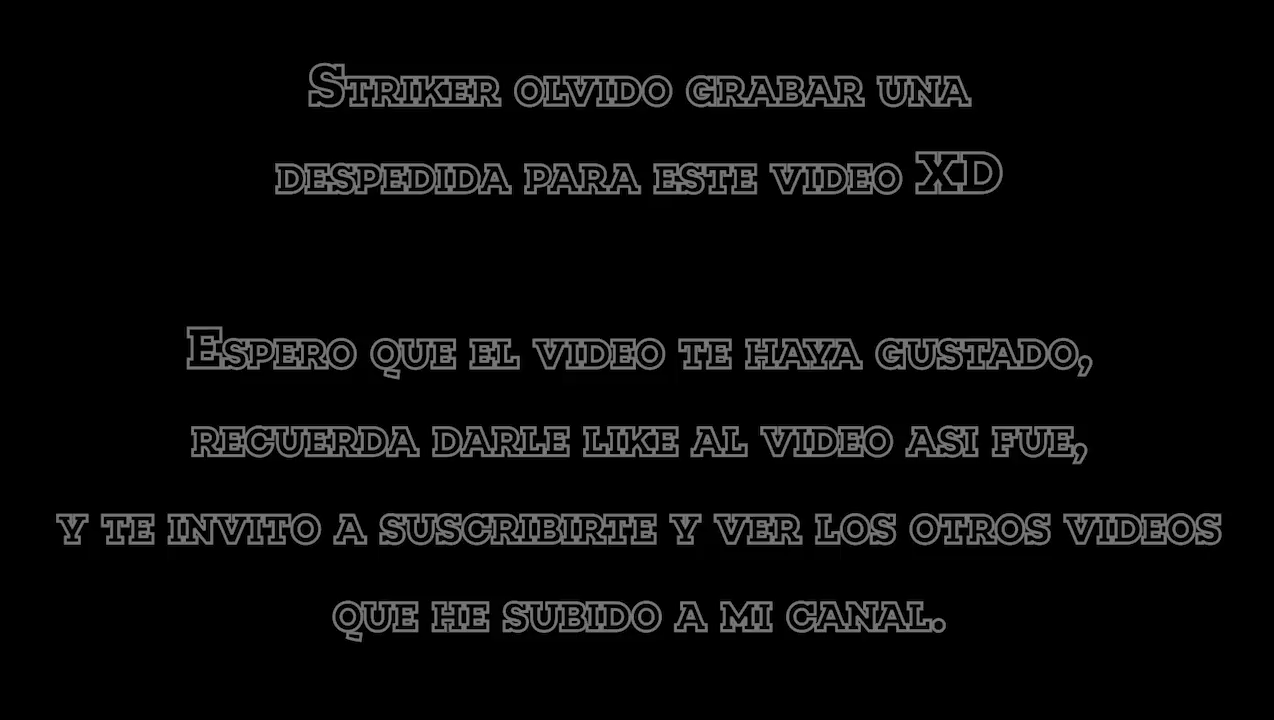 Striker olvido grabar una
despedida para este video XD
Espero que el video te haya gustado,
recuerda darle like al video asi fue,
y te invito a suscribirte y ver los otros videos
que he subido a mi canal.